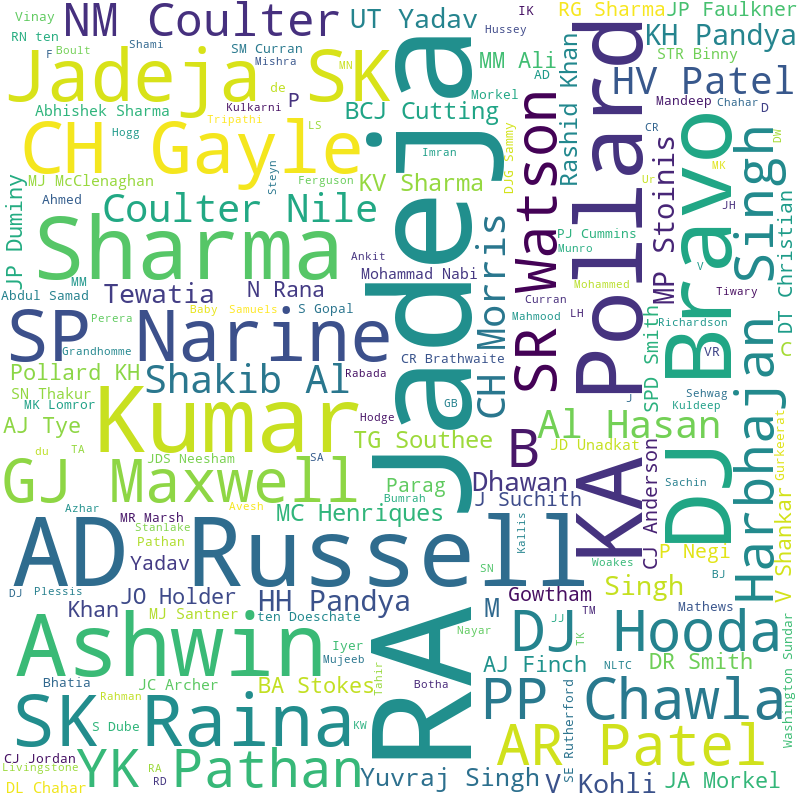 Vinay
NM Coulter
UT Yadav
IK
RG Sharma
JP Faulkner
RN ten
Boult
Shami
SM Curran
Hussey
KH Pandya
F
Mishra
MN
MM Ali
STR Binny
Jadeja SK
AD
HV Patel
de
P
Morkel
Rashid Khan
Mandeep
Chahar
D
Abhishek Sharma
Kulkarni
BCJ Cutting
Tripathi
LS
Hogg
CR
DW
CH Gayle
Imran
DJG Sammy
SR Watson
KA Pollard
MP Stoinis
DJ Bravo
MK
Steyn
Ferguson
KV Sharma
Ur
MJ McClenaghan
JP Duminy
Ahmed
Coulter Nile
JH
Harbhajan Singh
DT Christian
RA Jadeja
CH Morris
PJ Cummins
Munro
Sharma
Ankit
V
MM
Mohammad Nabi
Mohammed
Tiwary
Abdul Samad
Tewatia
N Rana
Curran
Baby
Samuels
S Gopal
Mahmood
LH
Richardson
Perera
SP Narine
SPD Smith
Grandhomme
CR Brathwaite
VR
C
Pollard KH
Shakib Al
Rabada
SN Thakur
Sehwag
MK Lomror
GB
J
Kuldeep
Kumar
Hodge
AJ Tye
Al Hasan
Gurkeerat
TG Southee
B
JD Unadkat
du
TA
JDS Neesham
SA
CJ Anderson
GJ Maxwell
Parag
Dhawan
Sachin
V Shankar
Bumrah
J Suchith
Azhar
Avesh
MR Marsh
MC Henriques
Stanlake
Kallis
Pathan
AD Russell
P Negi
Yadav
Woakes
SN
BJ
DJ
Plessis
JO Holder
HH Pandya
Gowtham
Singh
Khan
MJ Santner
ten Doeschate
M
TM
Mathews
Ashwin
JJ
DJ Hooda
Nayar
TK
Washington Sundar
Iyer
Mujeeb
AJ Finch
NLTC
DR Smith
Bhatia
JC Archer
BA Stokes
Tahir
Botha
PP Chawla
Rahman
SE Rutherford
SK Raina
S Dube
KW
AR Patel
CJ Jordan
Livingstone
RA
YK Pathan
RD
Yuvraj Singh
V Kohli
JA Morkel
DL Chahar